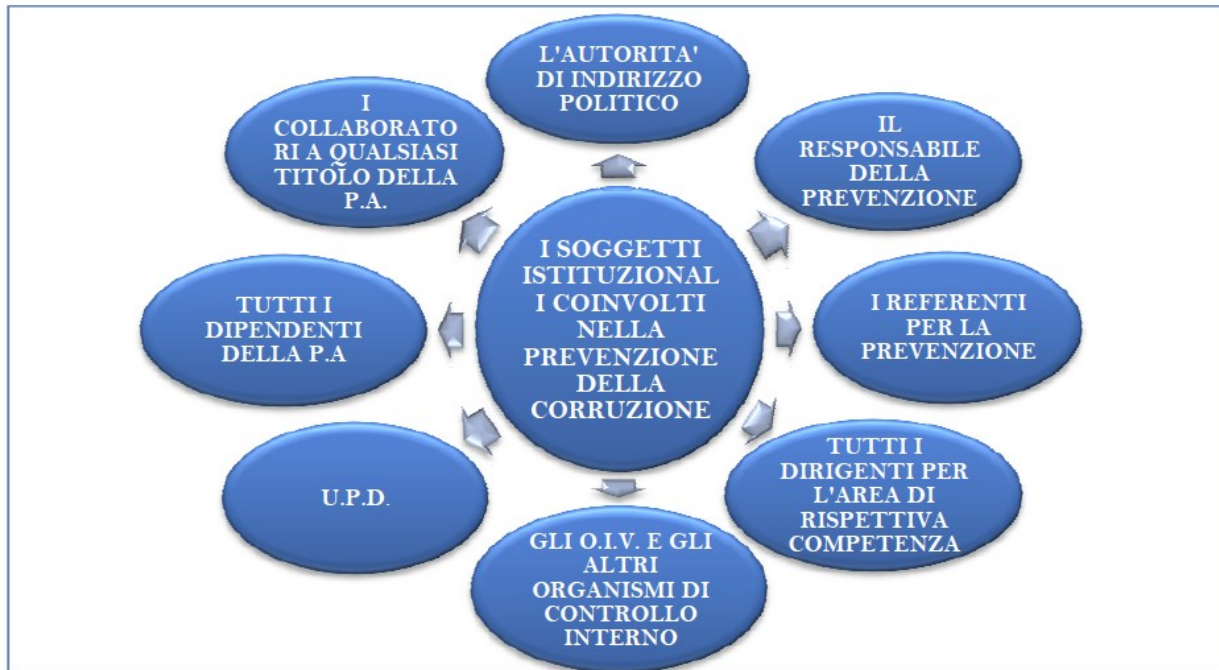 L'AUTORITA'
DI INDIRIZZO
POLITICO
IL
RESPONSABILE
DELLA
PREVENZIONE
I REFERENTI
PER LA
PREVENZIONE
TUTTI I
DIRIGENTI PER
L'AREA DI
RISPETTIVA
COMPETENZA
GLI O.I.V. E GLI
ALTRI
ORGANISMI DI
CONTROLLO
INTERNO
U.P.D.
TUTTI I
DIPENDENTI
DELLA P.A
I
COLLABORATO
RI A QUALSIASI
TITOLO DELLA
P.A.
I SOGGETTI
ISTITUZIONAL
I COINVOLTI
NELLA
PREVENZIONE
DELLA
CORRUZIONE